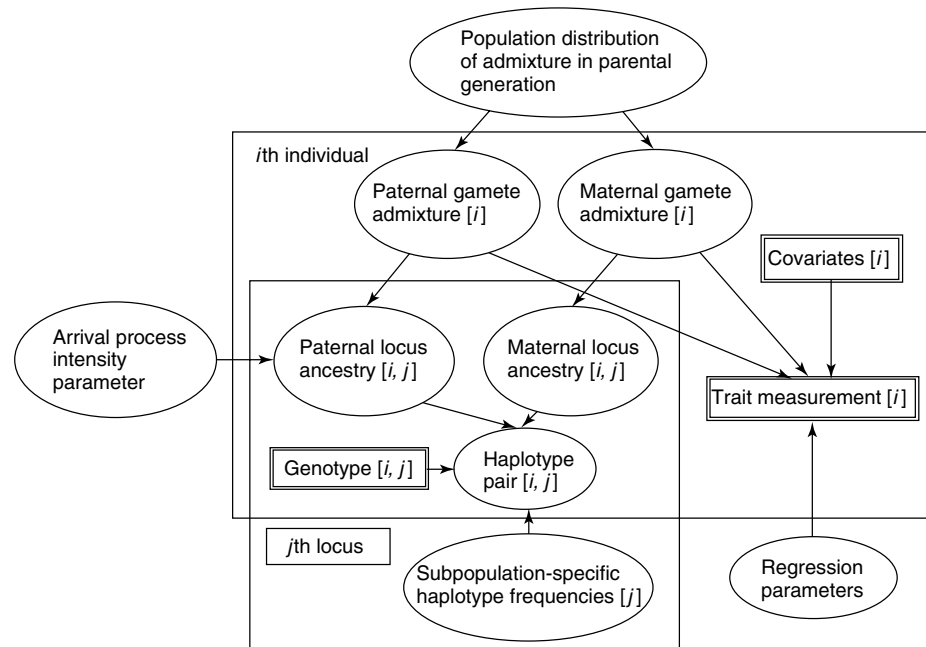 Population distribution
of admixture in parental
generation
ith individual
Paternal gamete
admixture [i]
Maternal gamete
admixture [i]
Covariates [i]
Arrival process
intensity
parameter
Paternal locus
ancestry [i, j]
Maternal locus
ancestry [i, j]
Trait measurement [i]
Genotype [i, j]
Haplotype
pair [i, j]
jth locus
Subpopulation-specific
haplotype frequencies [j]
Regression
parameters